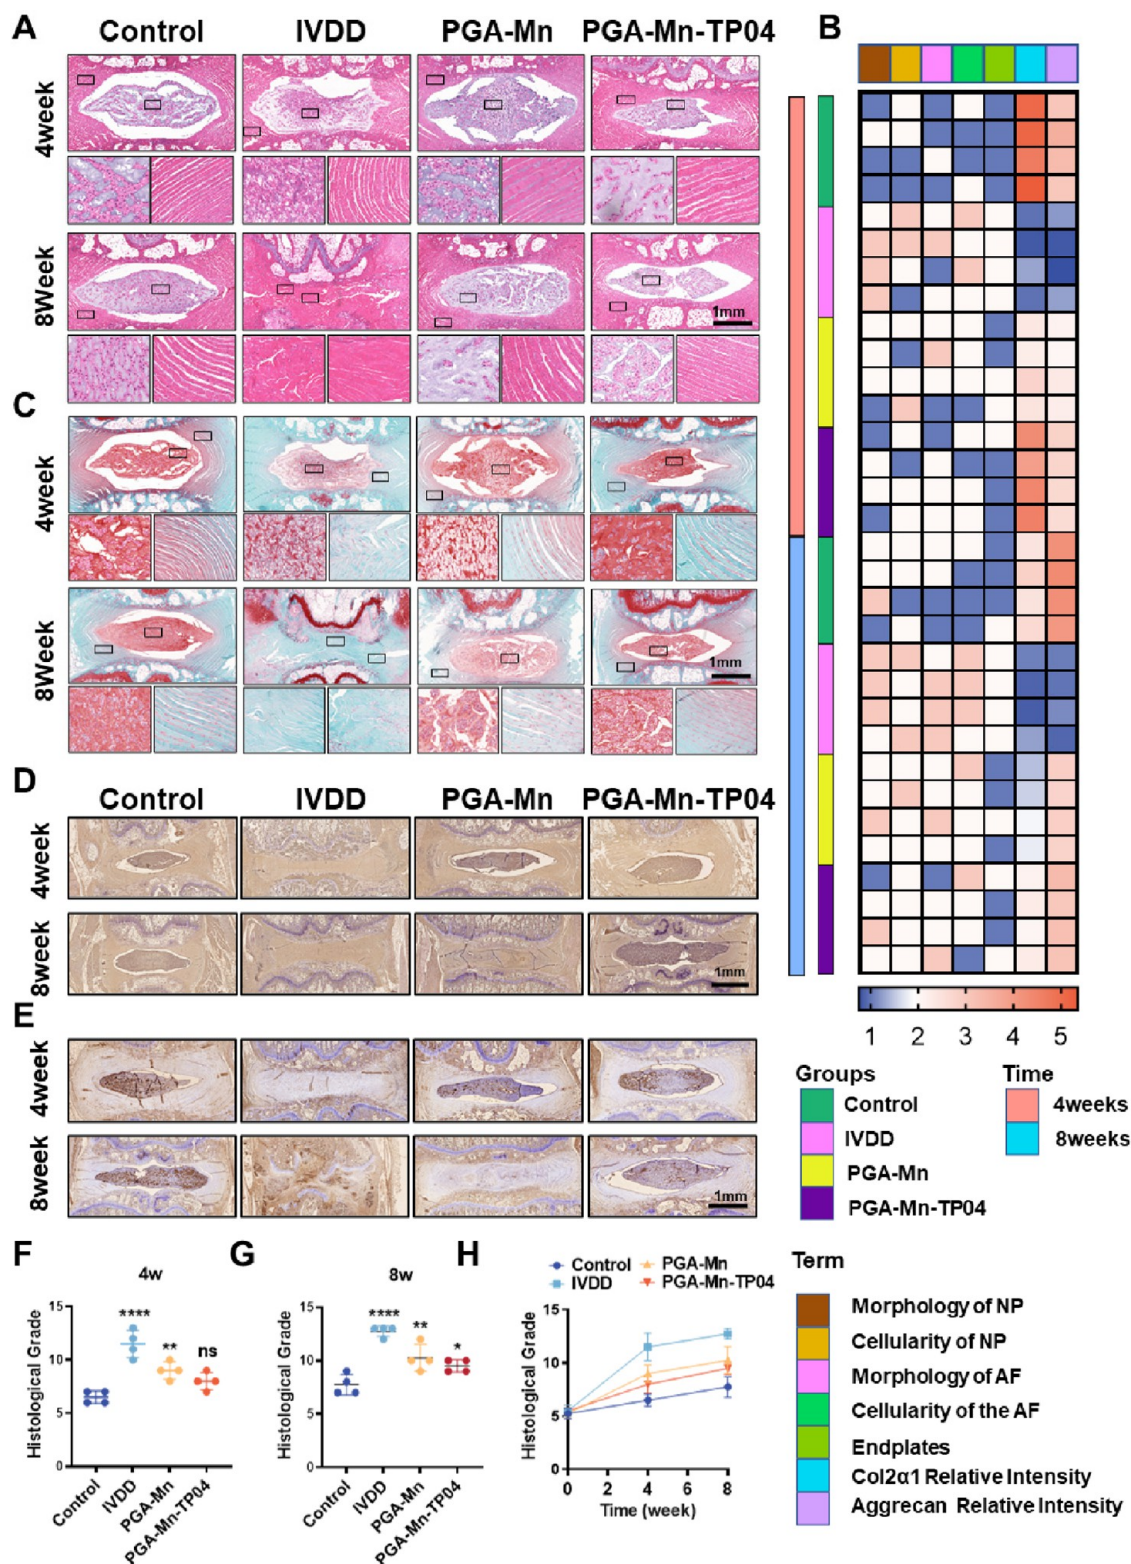 A
Control IVDD PGA-Mn PGA-Mn-TP04
4week
8Week
1mm
B
1 2 3 4 5
C
4week
8Week
1mm
D
Control IVDD PGA-Mn PGA-Mn-TP04
4week
8week
1mm
E
4week
8week
1mm
Groups
Control
IVDD
PGA-Mn
PGA-Mn-TP04
Time
4weeks
8weeks
F
4w
Histological Grade
15
10
5
0
**** ** ns
Control IVDD PGA-Mn PGA-Mn-TP04
G
8w
Histological Grade
15
10
5
0
**** ** *
Control IVDD PGA-Mn PGA-Mn-TP04
H
Control PGA-Mn
IVDD PGA-Mn-TP04
Histological Grade
15
10
5
0
0 4 8
Time (week)
Term
Morphology of NP
Cellularity of NP
Morphology of AF
Cellularity of the AF
Endplates
Col2α1 Relative Intensity
Aggrecan Relative Intensity